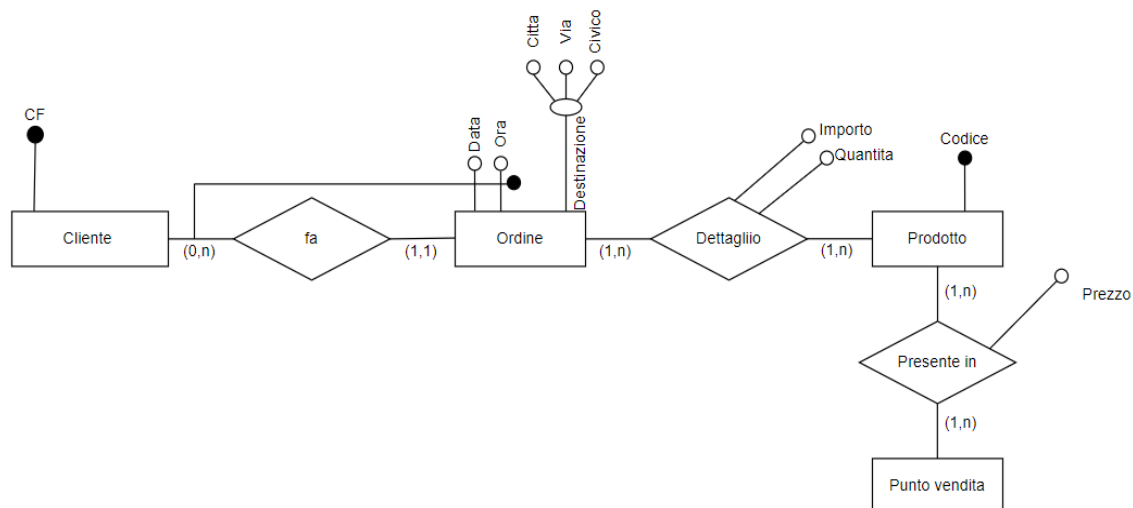 Citta
Via
Civico
CF
Data
Ora
Destinazione
Importo
Quantita
Codice
Cliente
(0,n)
fa
(1,1)
Ordine
(1,n)
Dettagliio
(1,n)
Prodotto
(1,n)
Prezzo
Presente in
(1,n)
Punto vendita